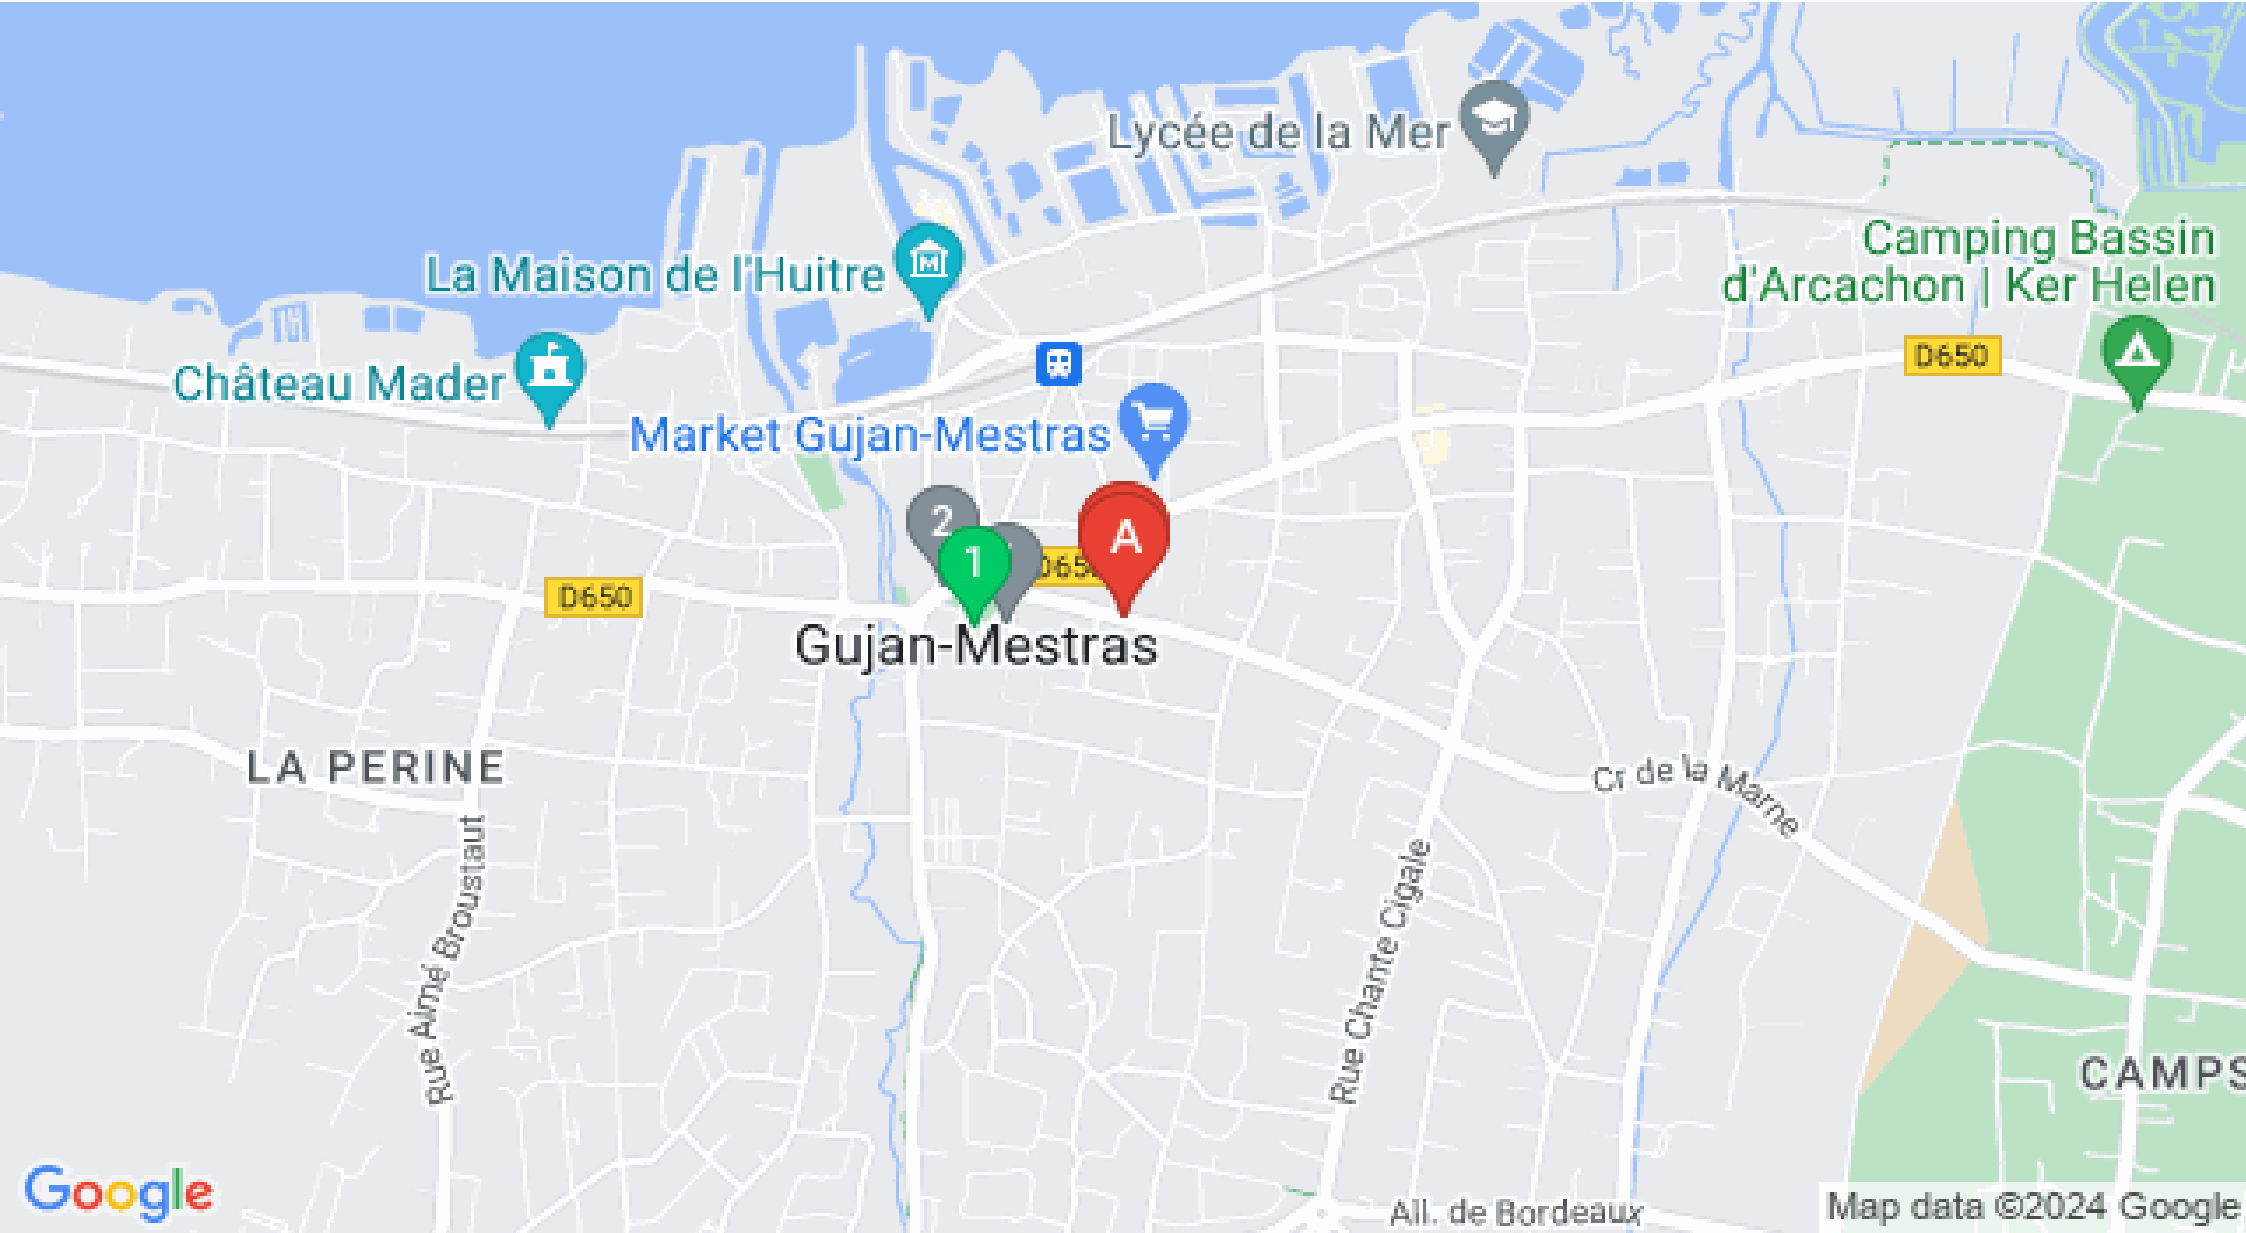 Lycée de la Mer
Camping Bassin
d'Arcachon | Ker Helen
La Maison de l'Huitre
D650
Château Mader
Market Gujan-Mestras
2
A
1
D650
Gujan-Mestras
LA PERINE
Cr de la Marne
Rue Aimé Broustaut
Rue Chante Cigale
CAMPS
Google
All. de Bordeaux
Map data ©2024 Google